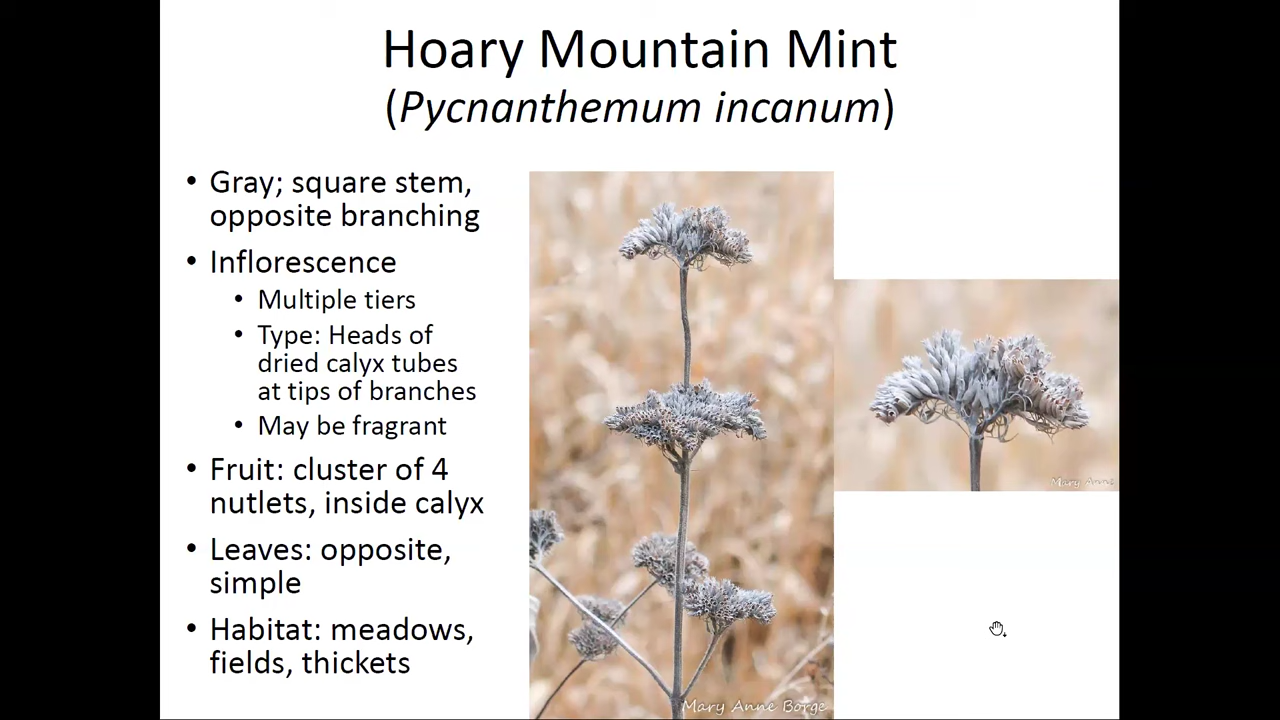 Hoary Mountain Mint
(Pycnanthemum incanum)
• Gray; square stem,
opposite branching
• Inflorescence
• Multiple tiers
• Type: Heads of
dried calyx tubes
at tips of branches
• May be fragrant
• Fruit: cluster of 4
nutlets, inside calyx
• Leaves: opposite,
simple
• Habitat: meadows,
fields, thickets
Mary Anne Borge
Mary Anne